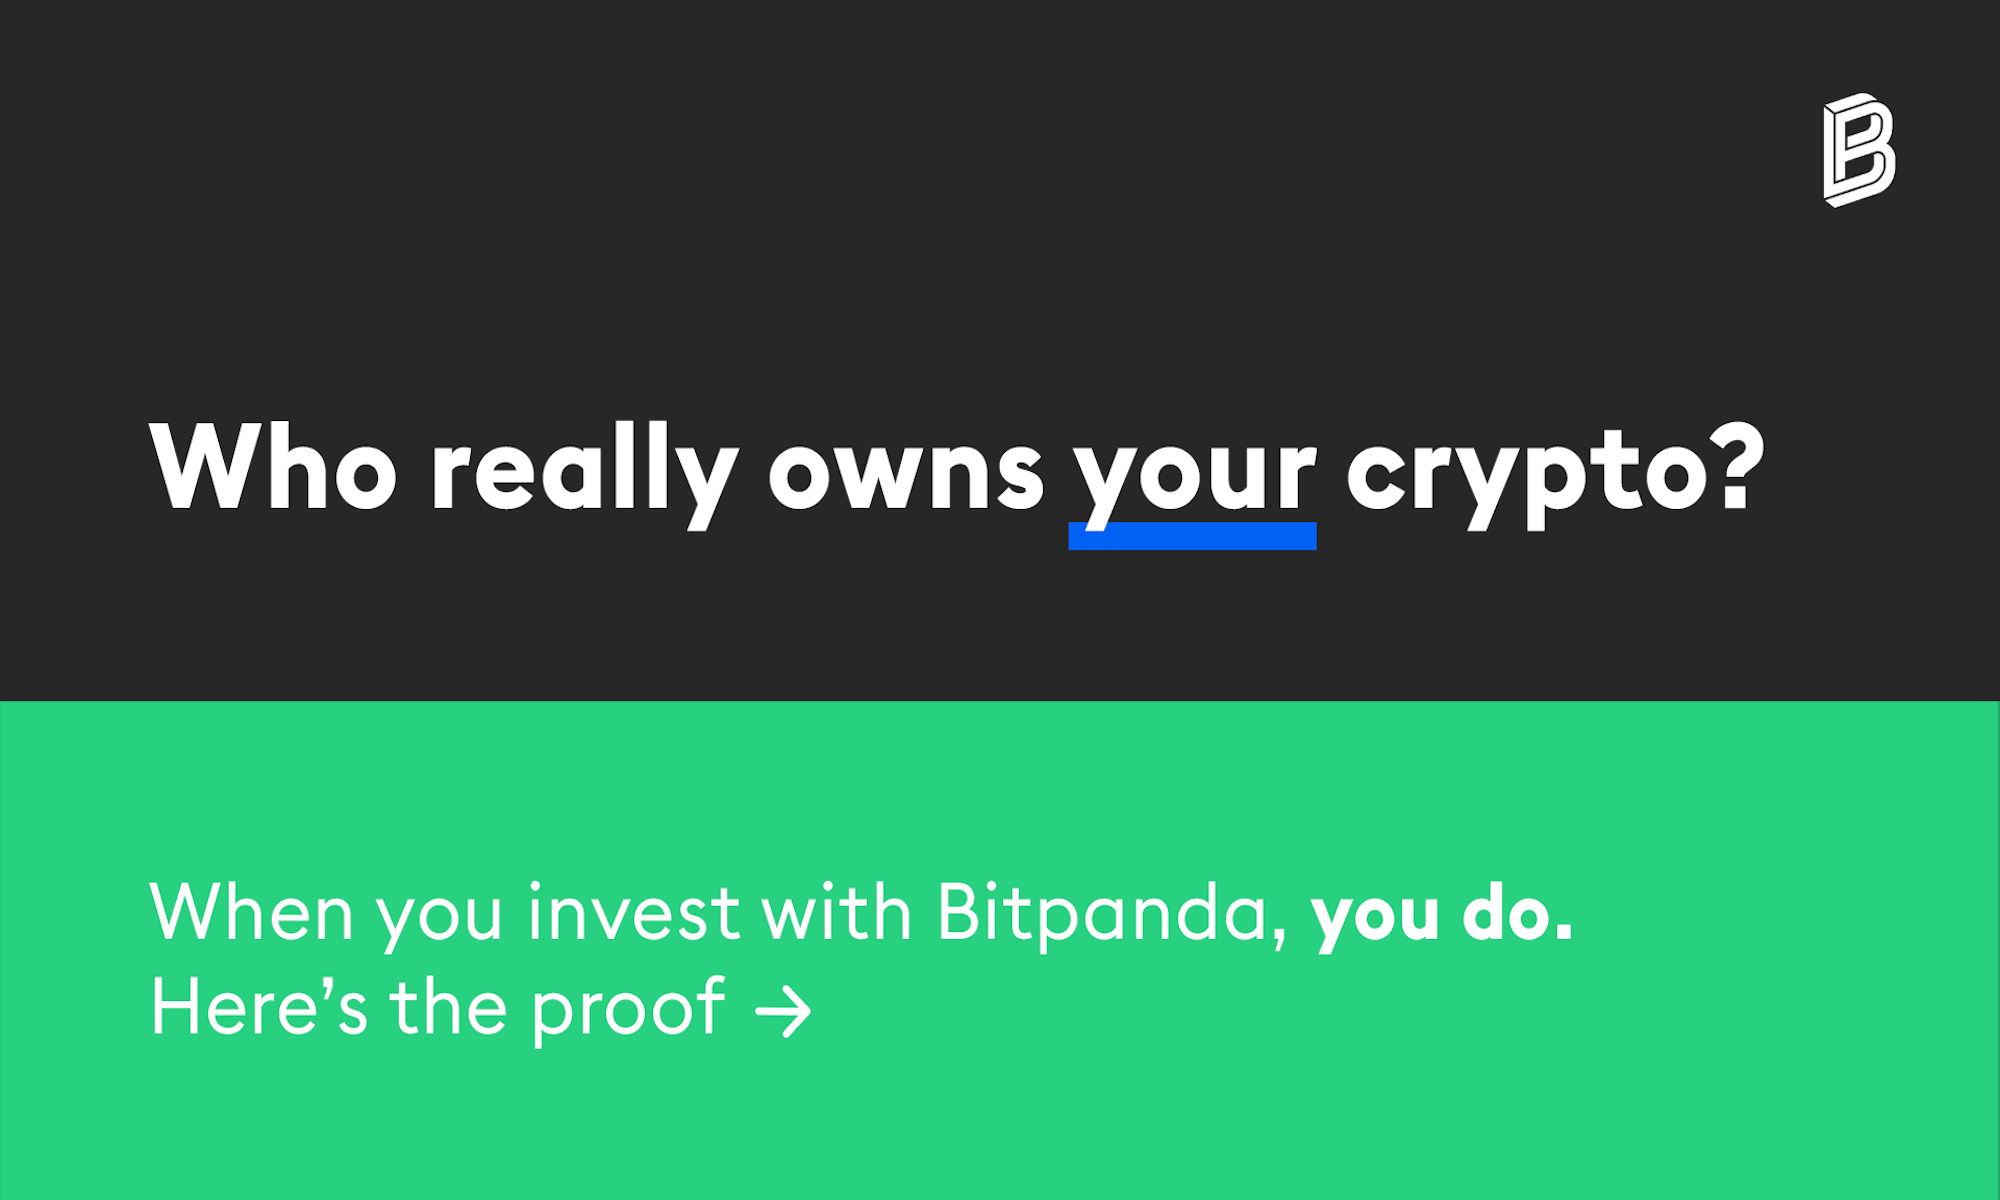 Who really owns your crypto?
When you invest with Bitpanda, you do.
Here’s the proof →